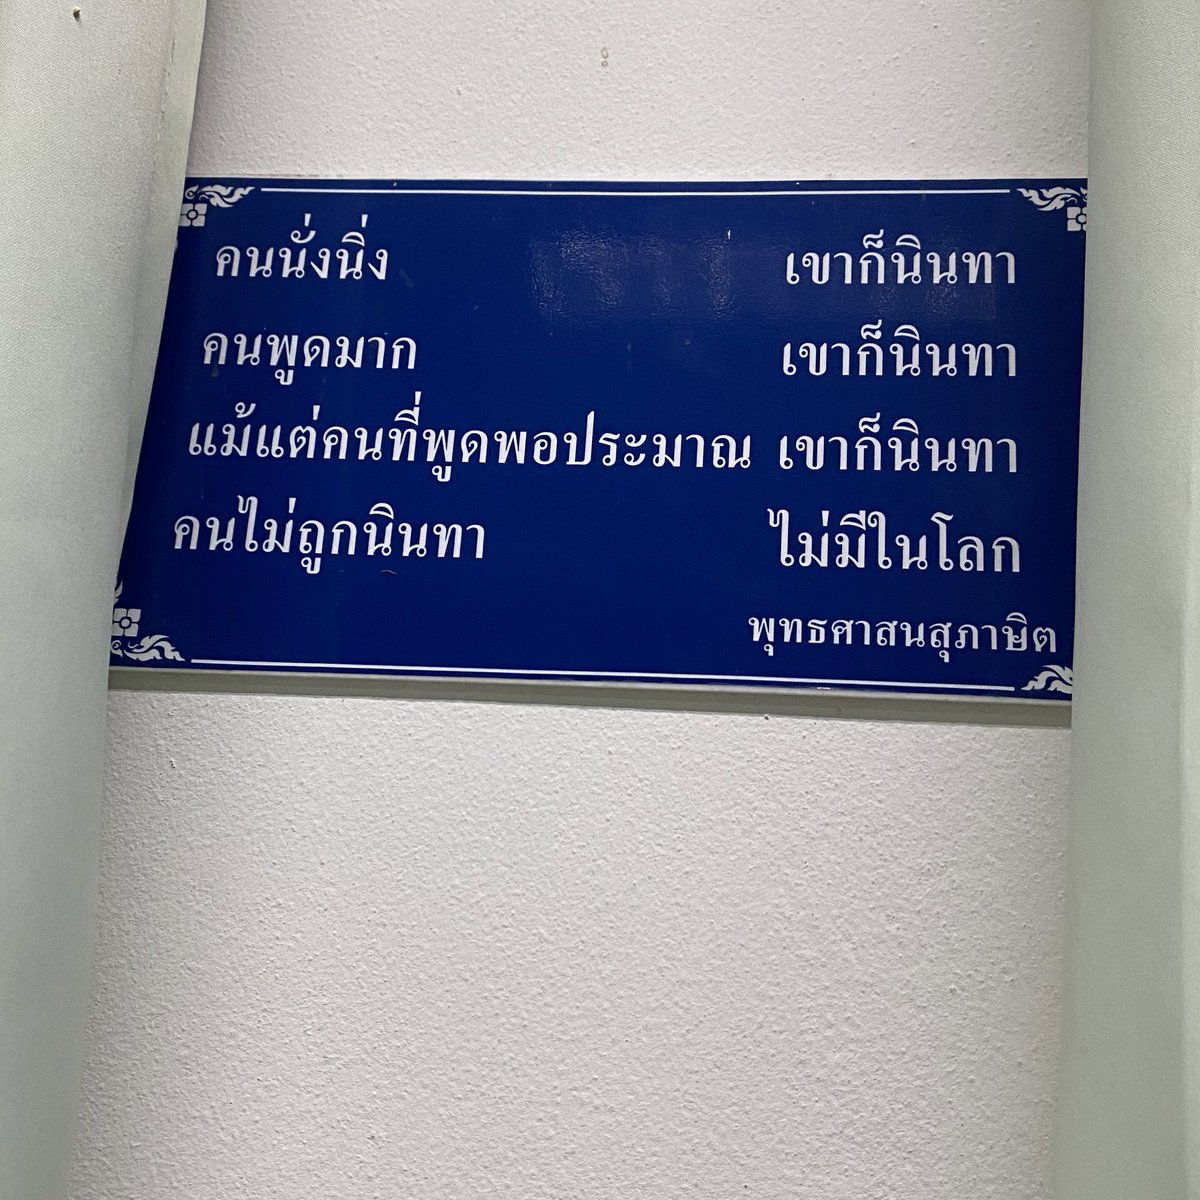 คนนั่งนิ่ง เขาก็นินทา
คนพูดมาก เขาก็นินทา
แม้แต่คนที่พูดพอประมาณ เขาก็นินทา
คนไม่ถูกนินทา ไม่มีในโลก
พุทธศาสนสุภาษิต